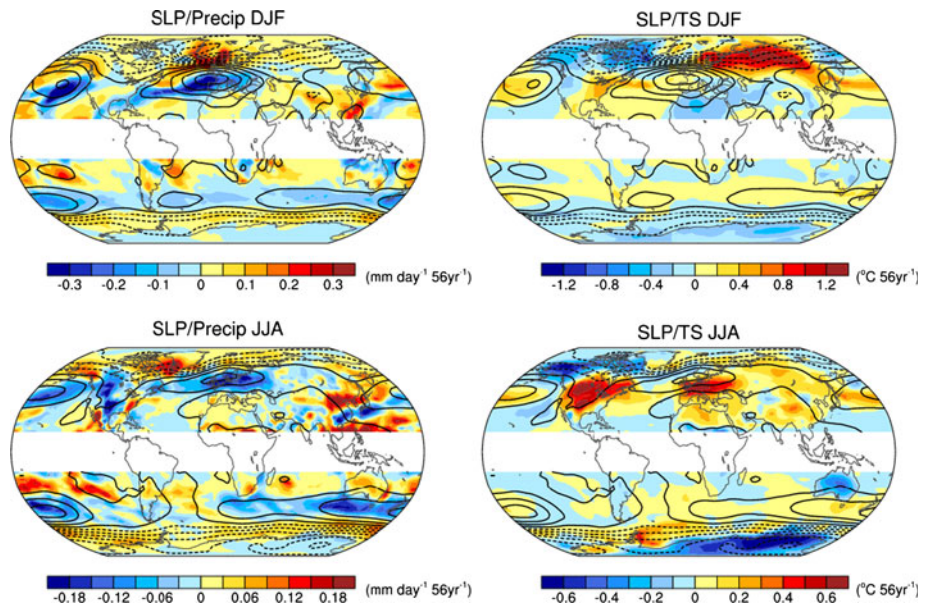 SLP/Precip DJF
SLP/TS DJF
-0.3 -0.2 -0.1 0 0.1 0.2 0.3 (mm day⁻¹ 56yr⁻¹)
-1.2 -0.8 -0.4 0 0.4 0.8 1.2 (°C 56yr⁻¹)
SLP/Precip JJA
SLP/TS JJA
-0.18 -0.12 -0.06 0 0.06 0.12 0.18 (mm day⁻¹ 56yr⁻¹)
-0.6 -0.4 -0.2 0 0.2 0.4 0.6 (°C 56yr⁻¹)